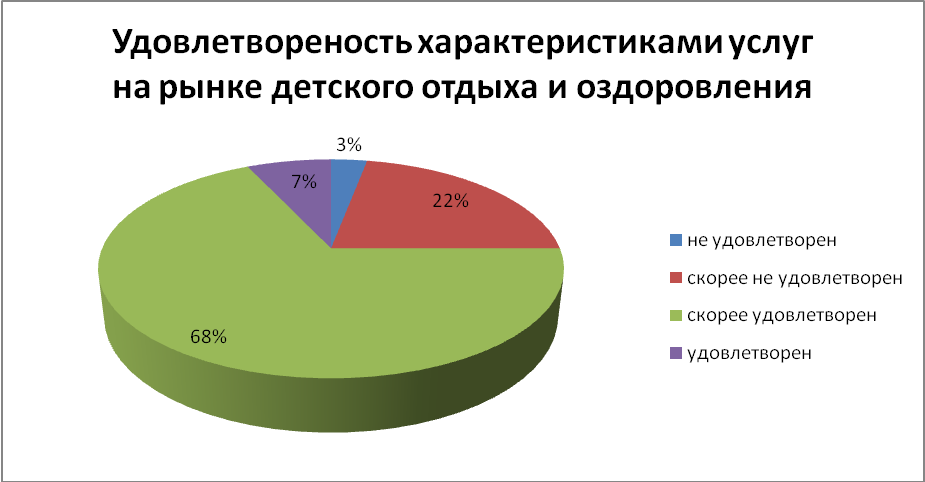 Удовлетвореность характеристиками услуг
на рынке детского отдыха и оздоровления
3%
7%
22%
68%
не удовлетворен
скорее не удовлетворен
скорее удовлетворен
удовлетворен